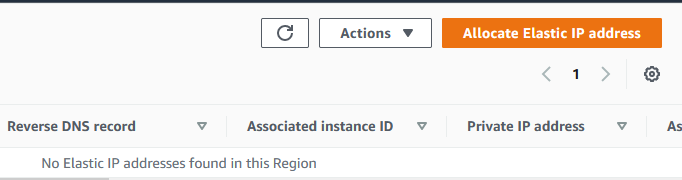 Actions
Allocate Elastic IP address
1
Reverse DNS record
Associated instance ID
Private IP address
As
No Elastic IP addresses found in this Region